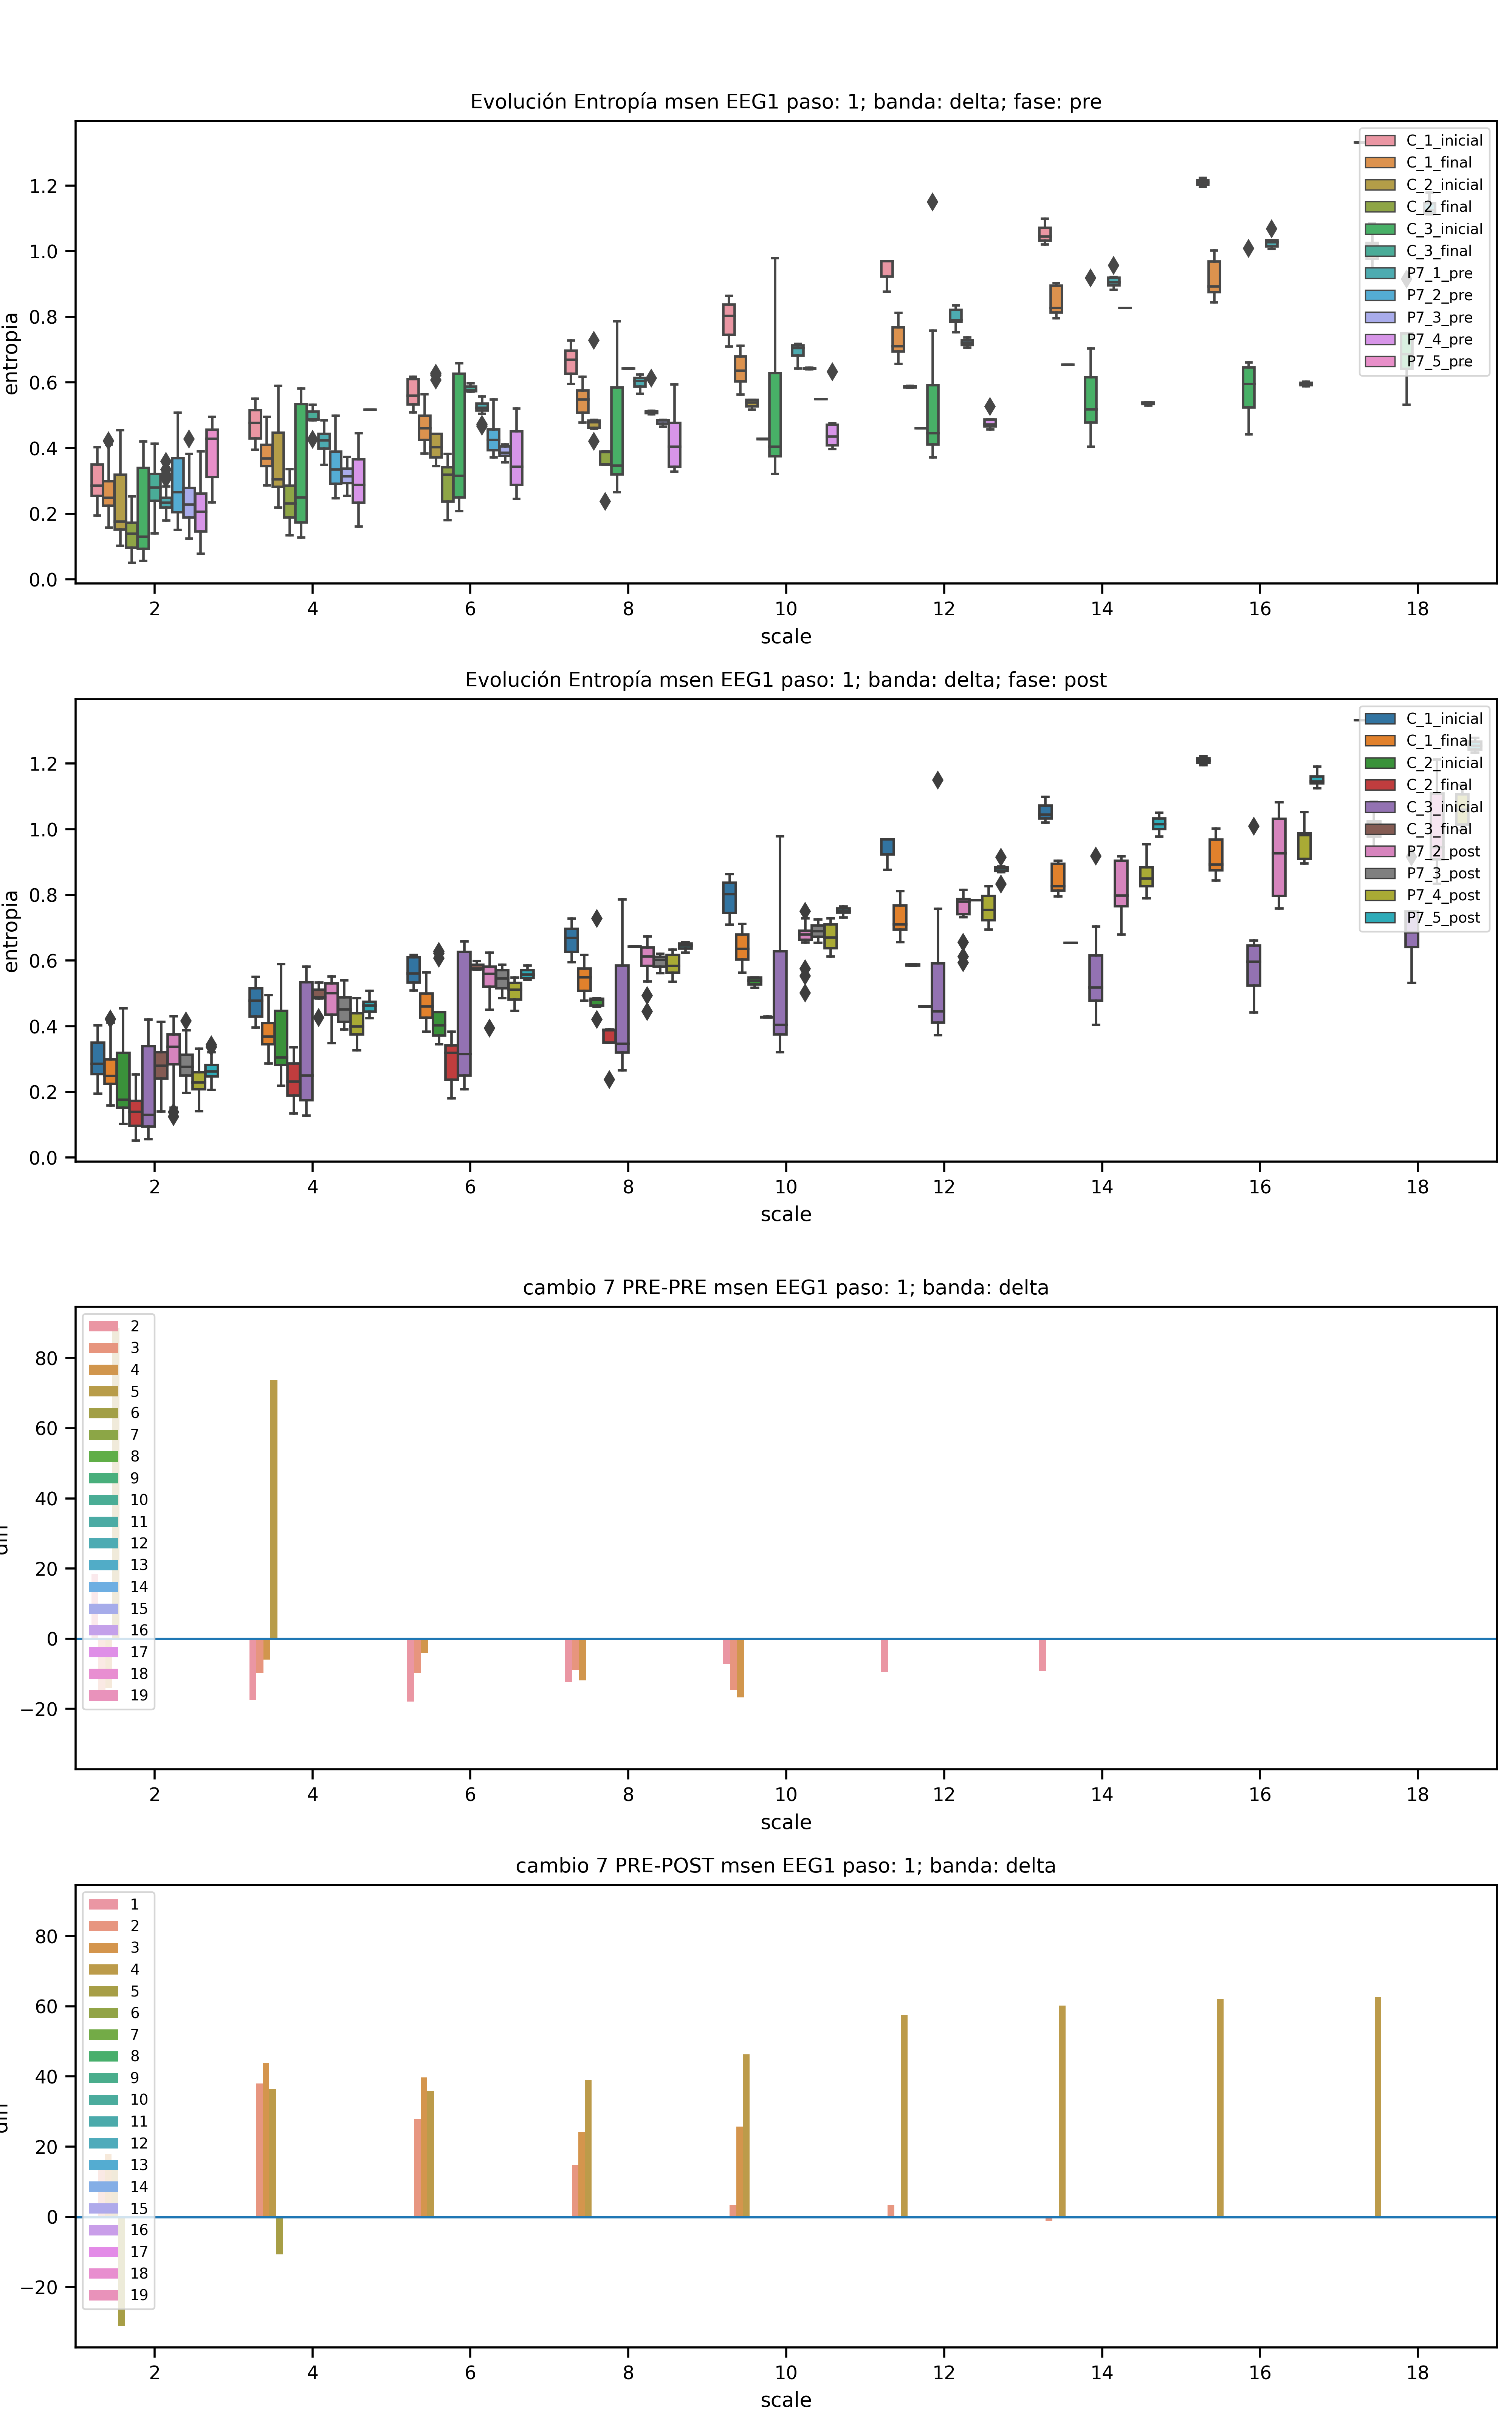 Evolución Entropía msen EEG1 paso: 1; banda: delta; fase: pre
entropia
1.2
1.0
0.8
0.6
0.4
0.2
0.0
C_1_inicial
C_1_final
C_2_inicial
C_2_final
C_3_inicial
C_3_final
P7_1_pre
P7_2_pre
P7_3_pre
P7_4_pre
P7_5_pre
2 4 6 8 10 12 14 16 18
scale
Evolución Entropía msen EEG1 paso: 1; banda: delta; fase: post
entropia
1.2
1.0
0.8
0.6
0.4
0.2
0.0
C_1_inicial
C_1_final
C_2_inicial
C_2_final
C_3_inicial
C_3_final
P7_2_post
P7_3_post
P7_4_post
P7_5_post
2 4 6 8 10 12 14 16 18
scale
cambio 7 PRE-PRE msen EEG1 paso: 1; banda: delta
80
60
40
20
0
−20
2
3
4
5
6
7
8
9
10
11
12
13
14
15
16
17
18
19
2 4 6 8 10 12 14 16 18
scale
cambio 7 PRE-POST msen EEG1 paso: 1; banda: delta
80
60
40
20
0
−20
1
2
3
4
5
6
7
8
9
10
11
12
13
14
15
16
17
18
19
2 4 6 8 10 12 14 16 18
scale